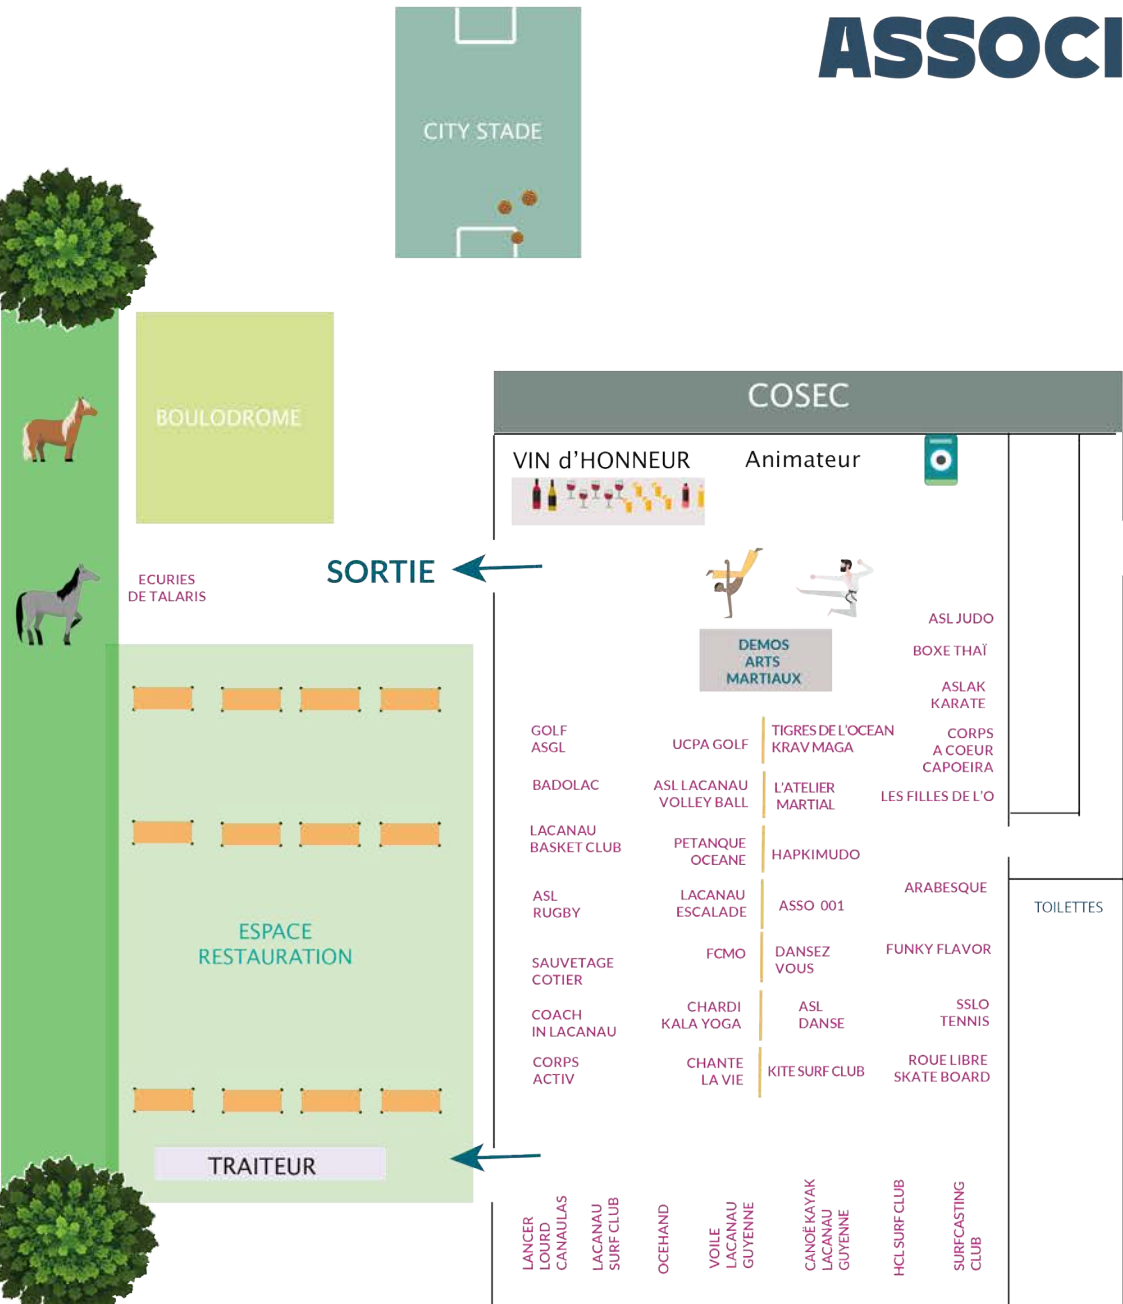 ASSOCI
CITY STADE
BOULODROME
COSEC
VIN d'HONNEUR
Animateur
SORTIE
ECURIES
DE TALARIS
DEMOS
ARTS
MARTIAUX
ASL JUDO
BOXE THAÏ
ASLAK
KARATE
CORPS
A COEUR
CAPOEIRA
LES FILLES DE L'O
GOLF
ASGL
UCPA GOLF
TIGRES DE L'OCEAN
KRAV MAGA
BADOLAC
ASL LACANAU
VOLLEY BALL
L'ATELIER
MARTIAL
LACANAU
BASKET CLUB
PETANQUE
OCEANE
HAPKIMUDO
ASL
RUGBY
LACANAU
ESCALADE
ASSO 001
ARABESQUE
TOILETTES
SAUVETAGE
COTIER
FCMO
DANSEZ
VOUS
FUNKY FLAVOR
COACH
IN LACANAU
CHARDI
KALA YOGA
ASL
DANSE
SSLO
TENNIS
CORPS
ACTIV
CHANTE
LA VIE
KITE SURF CLUB
ROUE LIBRE
SKATE BOARD
ESPACE
RESTAURATION
TRAITEUR
LANCER
LOURD
CANAULAS
LACANAU
SURF CLUB
OCEHAND
VOILE
LACANAU
GUYENNE
CANOË KAYAK
LACANAU
GUYENNE
HCL SURF CLUB
SURFCASTING
CLUB